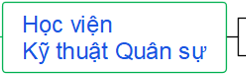 Học viện
Kỹ thuật Quân sự